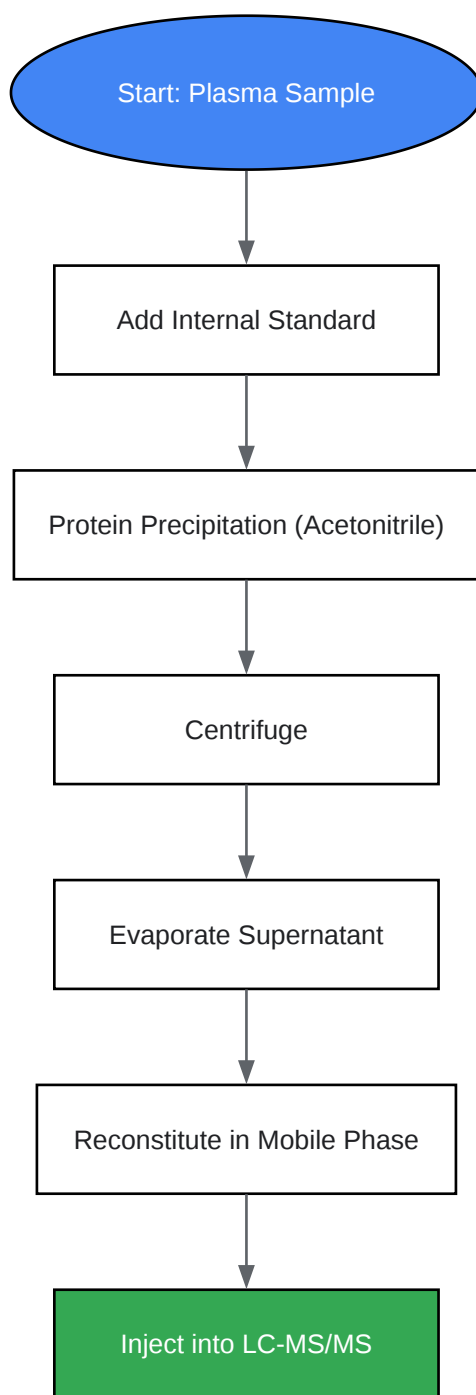 Start: Plasma Sample
Add Internal Standard
Protein Precipitation (Acetonitrile)
Centrifuge
Evaporate Supernatant
Reconstitute in Mobile Phase
Inject into LC-MS/MS